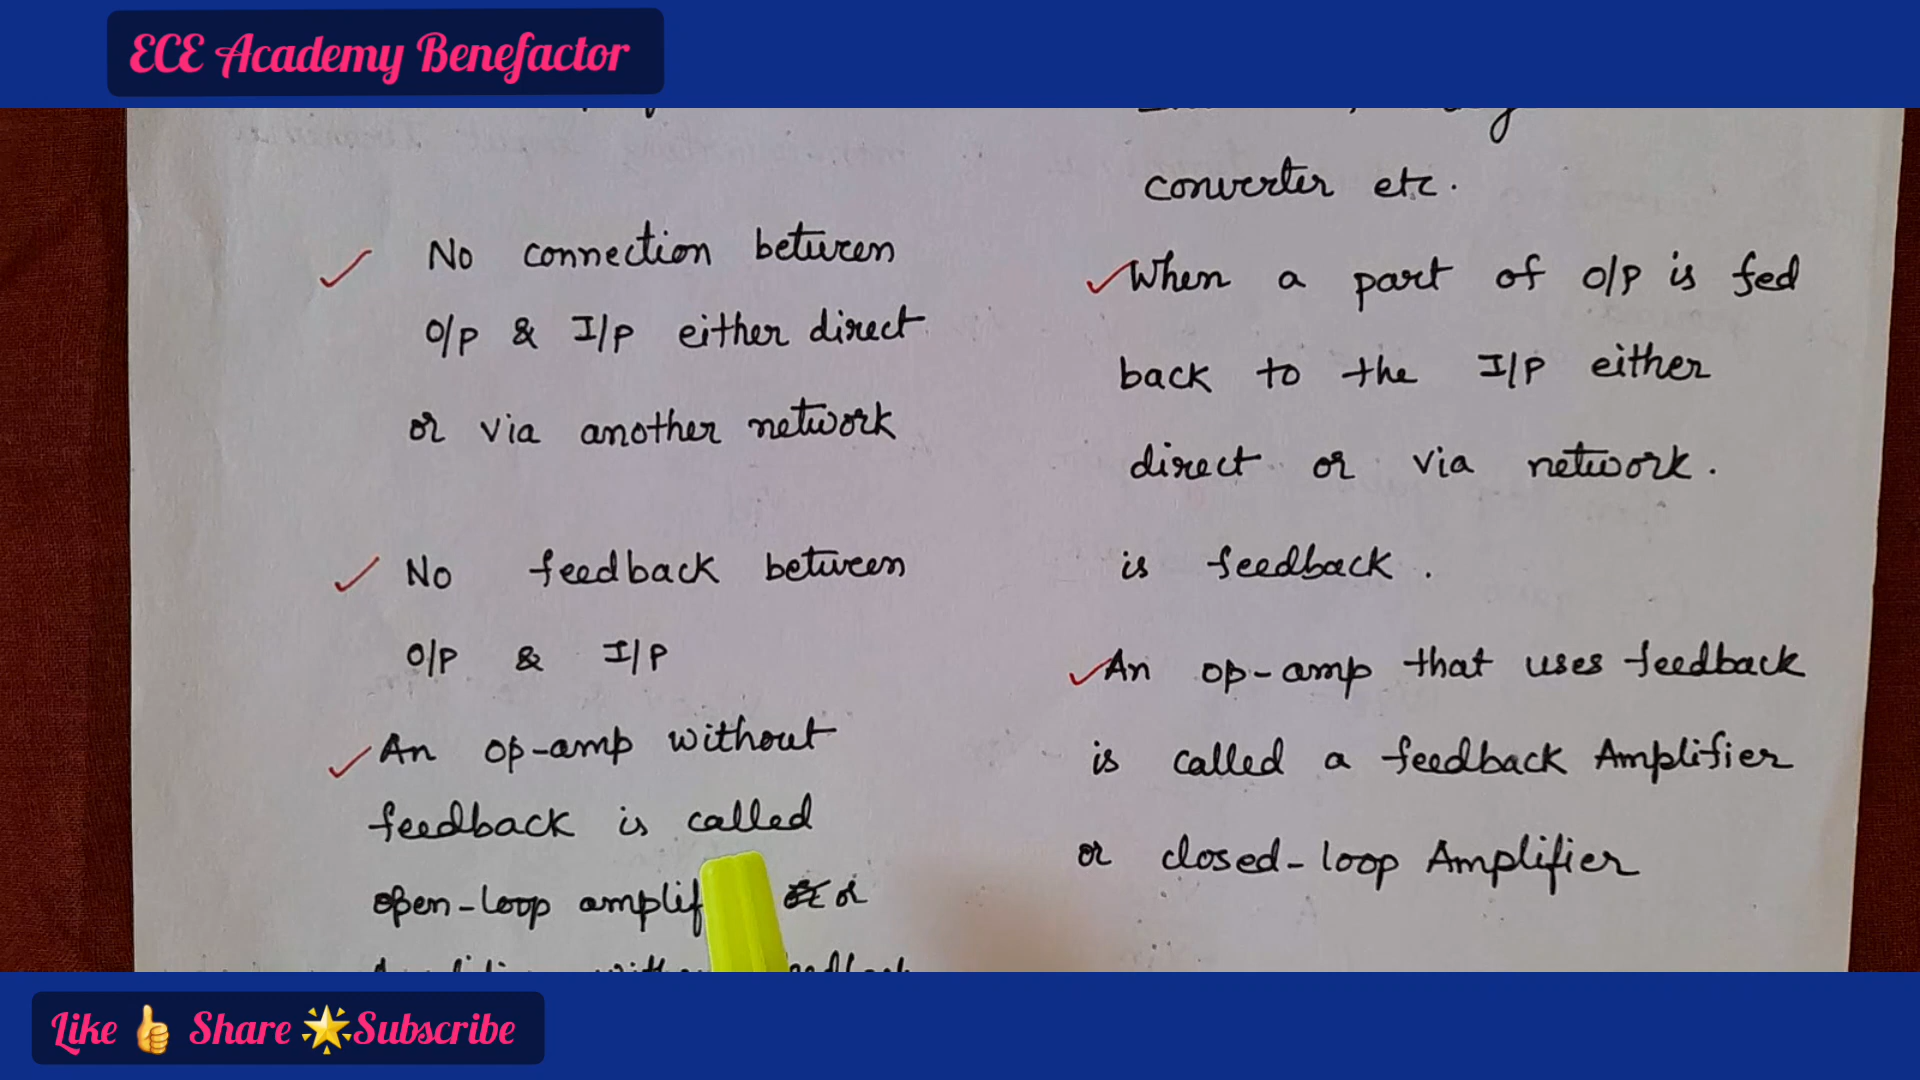 ECE Academy Benefactor
converter etc.
No connection between
O/p & I/p either direct
or via another network
No feedback between
O/P & I/P
An op-amp without
feedback is called
open-loop amplif or
When a part of O/P is fed
back to the I/P either
direct or via network.
is feedback.
An op-amp that uses feedback
is called a feedback Amplifier
or closed-loop Amplifier
Like 👍 Share 🌟Subscribe